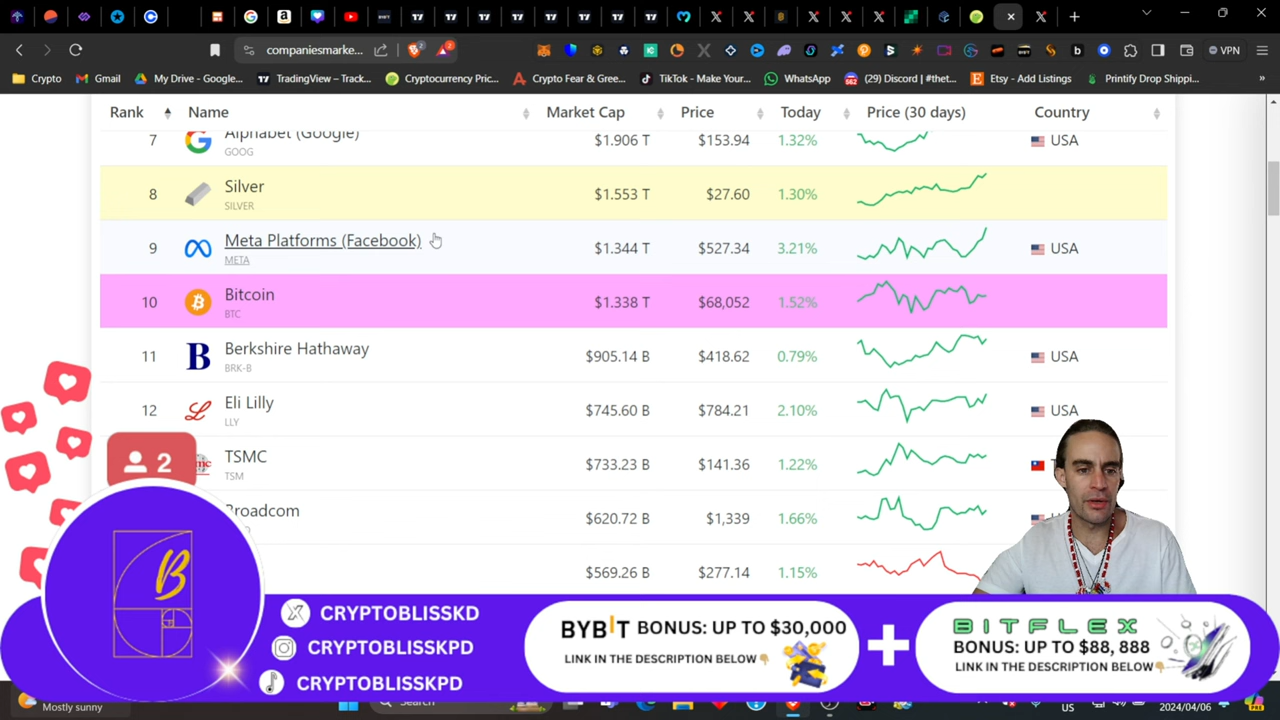 companiesmarke...
2
2
VPN
Crypto
Gmail
My Drive - Google...
TradingView – Track...
Cryptocurrency Pric...
Crypto Fear & Gree...
TikTok - Make Your...
WhatsApp
(29) Discord | #thet...
Etsy - Add Listings
Printify Drop Shippi...
Rank
Name
Market Cap
Price
Today
Price (30 days)
Country
7
Alphabet (Google)
GOOG
$1.906 T
$153.94
1.32%
USA
8
Silver
SILVER
$1.553 T
$27.60
1.30%
9
Meta Platforms (Facebook)
META
$1.344 T
$527.34
3.21%
USA
10
Bitcoin
BTC
$1.338 T
$68,052
1.52%
11
Berkshire Hathaway
BRK-B
$905.14 B
$418.62
0.79%
USA
12
Eli Lilly
LLY
$745.60 B
$784.21
2.10%
USA
TSMC
TSM
$733.23 B
$141.36
1.22%
2
Broadcom
$620.72 B
$1,339
1.66%
$569.26 B
$277.14
1.15%
B
CRYPTOBLISSKD
CRYPTOBLISSKPD
CRYPTOBLISSKPD
BYBIT BONUS: UP TO $30,000
LINK IN THE DESCRIPTION BELOW
+
BITFLEX
BONUS: UP TO $88, 888
LINK IN THE DESCRIPTION BELOW
Mostly sunny
Search
US
2024/04/06